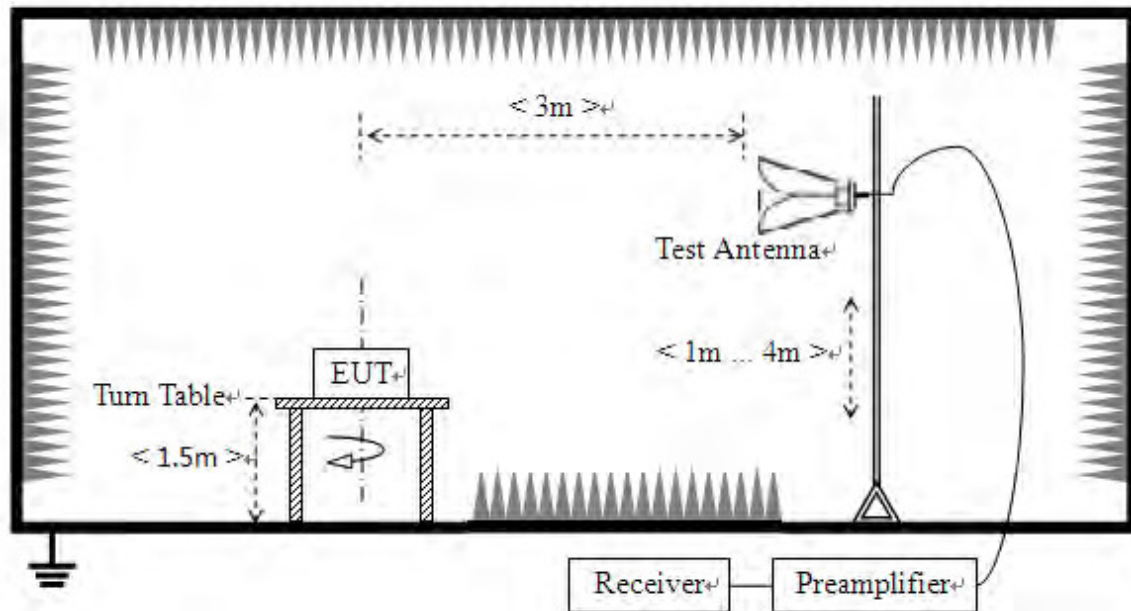 < 3m >
Test Antenna
< 1m ... 4m >
EUT
Turn Table
< 1.5m >
Receiver
Preamplifier